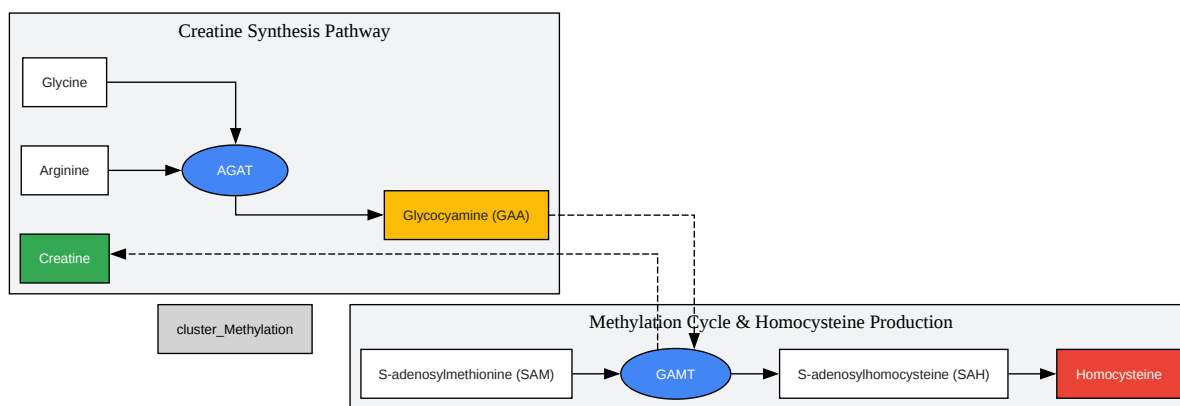 Creatine Synthesis Pathway
Glycine
Arginine
AGAT
Glycocyamine (GAA)
Creatine
cluster_Methylation
Methylation Cycle & Homocysteine Production
S-adenosylmethionine (SAM)
GAMT
S-adenosylhomocysteine (SAH)
Homocysteine